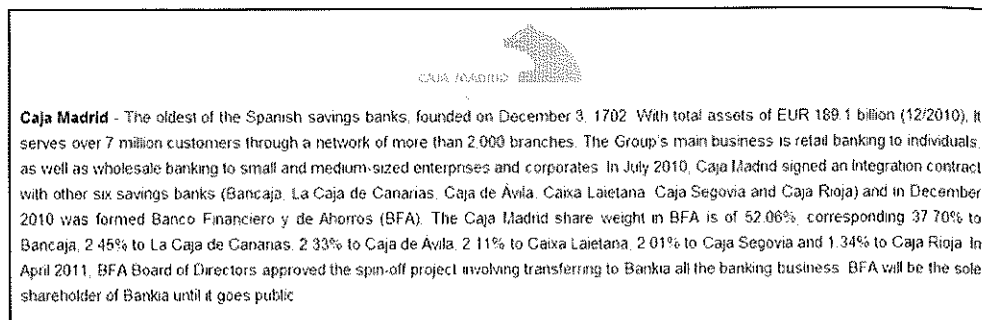 CAJA MADRID
Caja Madrid - The oldest of the Spanish savings banks, founded on December 3, 1702. With total assets of EUR 189.1 billion (12/2010), it
serves over 7 million customers through a network of more than 2,000 branches. The Group's main business is retail banking to individuals,
as well as wholesale banking to small and medium-sized enterprises and corporates. In July 2010, Caja Madrid signed an integration contract
with other six savings banks (Bancaja, La Caja de Canarias, Caja de Ávila, Caixa Laietana, Caja Segovia and Caja Rioja) and in December
2010 was formed Banco Financiero y de Ahorros (BFA). The Caja Madrid share weight in BFA is of 52.06%, corresponding 37.70% to
Bancaja, 2.45% to La Caja de Canarias, 2.33% to Caja de Ávila, 2.11% to Caixa Laietana, 2.01% to Caja Segovia and 1.34% to Caja Rioja. In
April 2011, BFA Board of Directors approved the spin-off project involving transferring to Bankia all the banking business. BFA will be the sole
shareholder of Bankia until it goes public